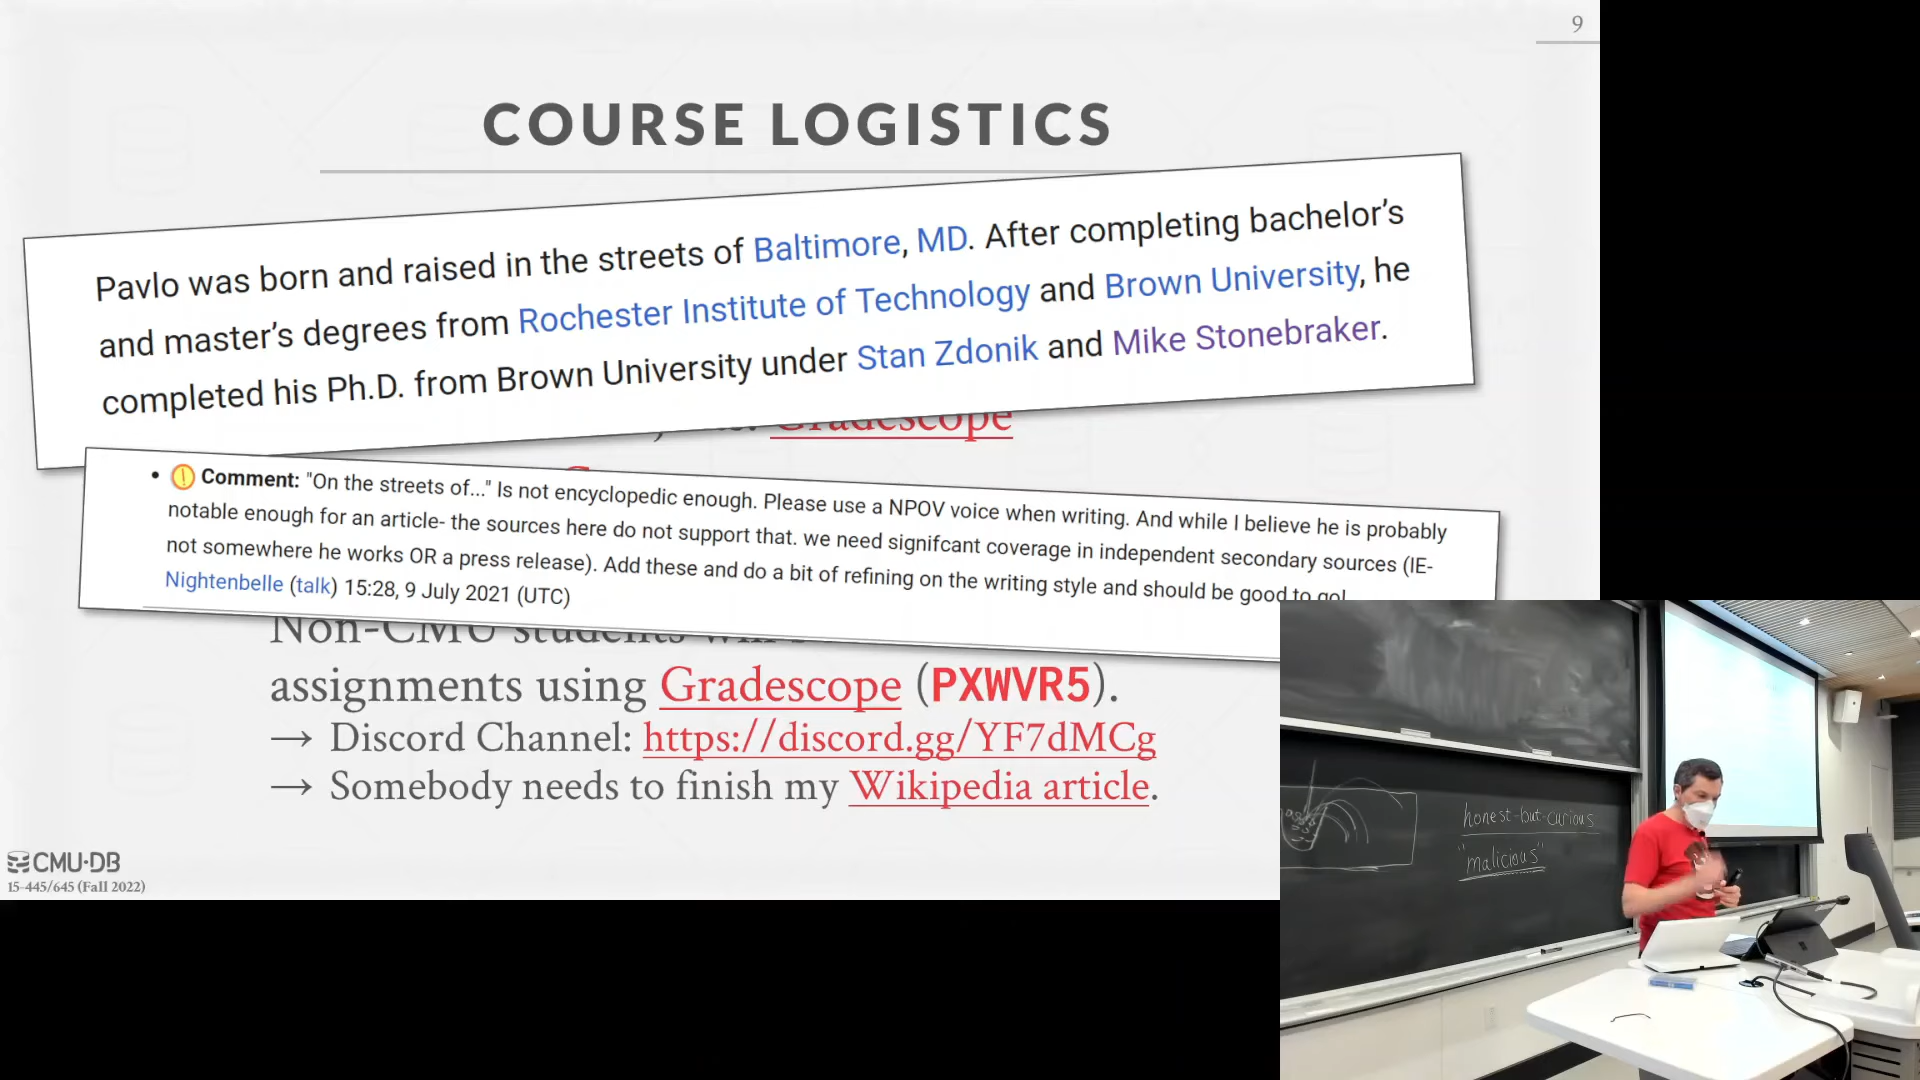 9
COURSE LOGISTICS
Pavlo was born and raised in the streets of Baltimore, MD. After completing bachelor's
and master's degrees from Rochester Institute of Technology and Brown University, he
completed his Ph.D. from Brown University under Stan Zdonik and Mike Stonebraker.
Gradescope
• Comment: "On the streets of..." Is not encyclopedic enough. Please use a NPOV voice when writing. And while I believe he is probably
notable enough for an article- the sources here do not support that. we need signifcant coverage in independent secondary sources (IE-
not somewhere he works OR a press release). Add these and do a bit of refining on the writing style and should be good to go!
Nightenbelle (talk) 15:28, 9 July 2021 (UTC)
Non-CMU students will
assignments using Gradescope (PXWVR5).
→ Discord Channel: https://discord.gg/YF7dMCg
→ Somebody needs to finish my Wikipedia article.
CMU·DB
15-445/645 (Fall 2022)
honest-but-curious
"malicious"